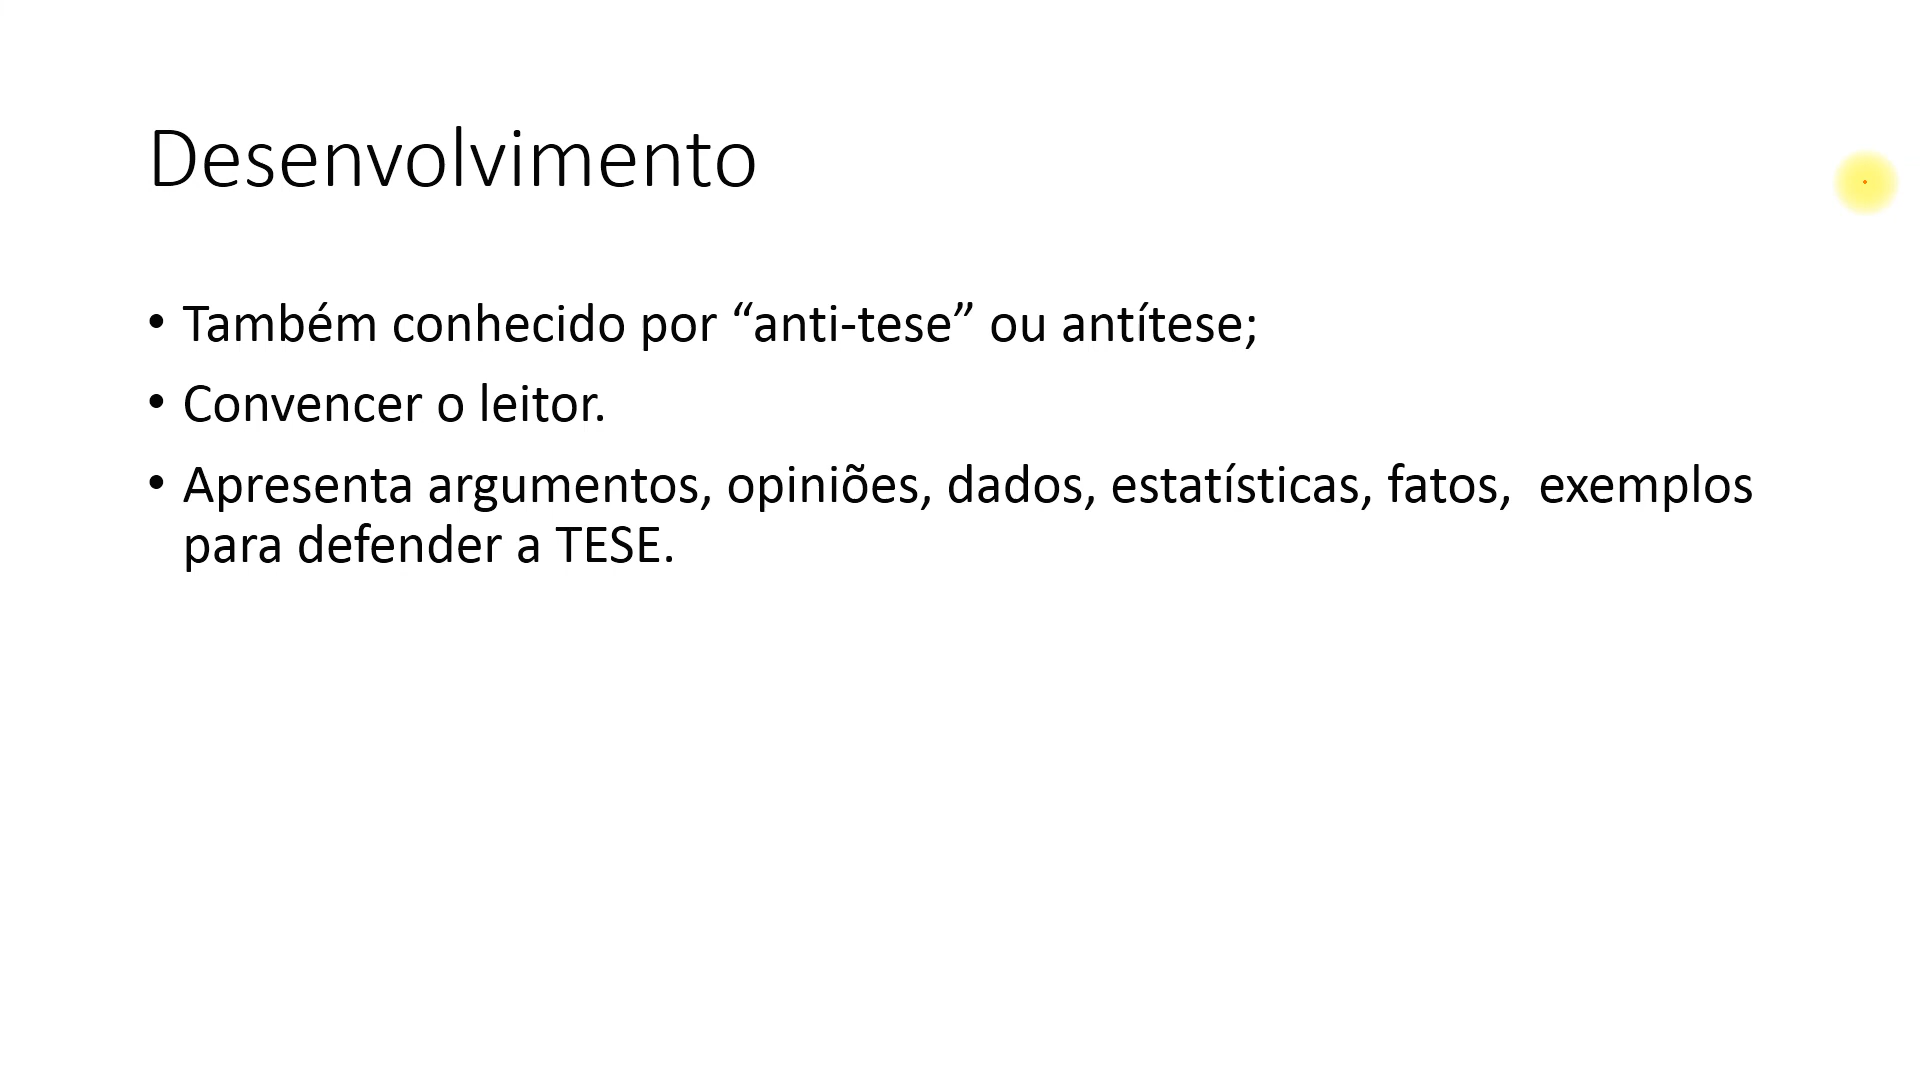 Desenvolvimento
• Também conhecido por “anti-tese” ou antítese;
• Convencer o leitor.
• Apresenta argumentos, opiniões, dados, estatísticas, fatos,  exemplos
para defender a TESE.